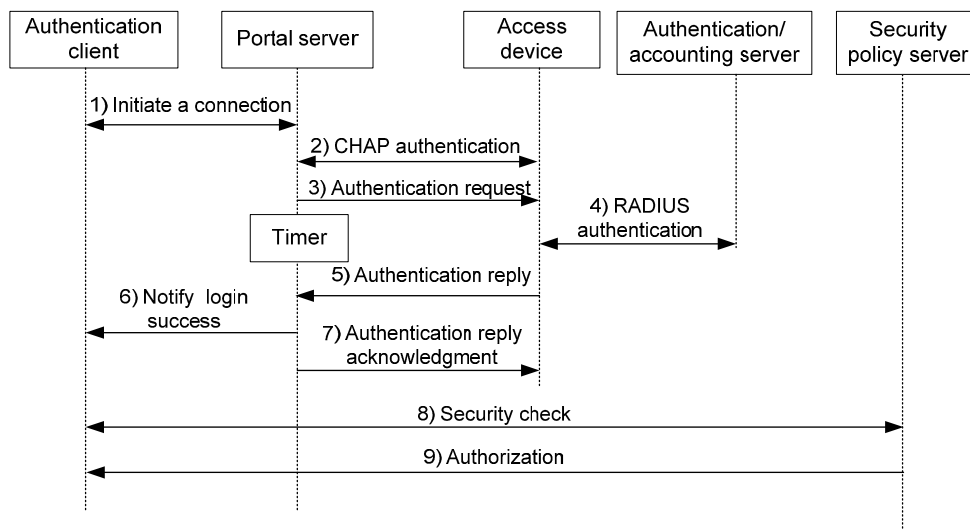 Authentication
client
Portal server
Access
device
Authentication/
accounting server
Security
policy server
1) Initiate a connection
2) CHAP authentication
3) Authentication request
4) RADIUS
authentication
Timer
5) Authentication reply
6) Notify login
success
7) Authentication reply
acknowledgment
8) Security check
9) Authorization